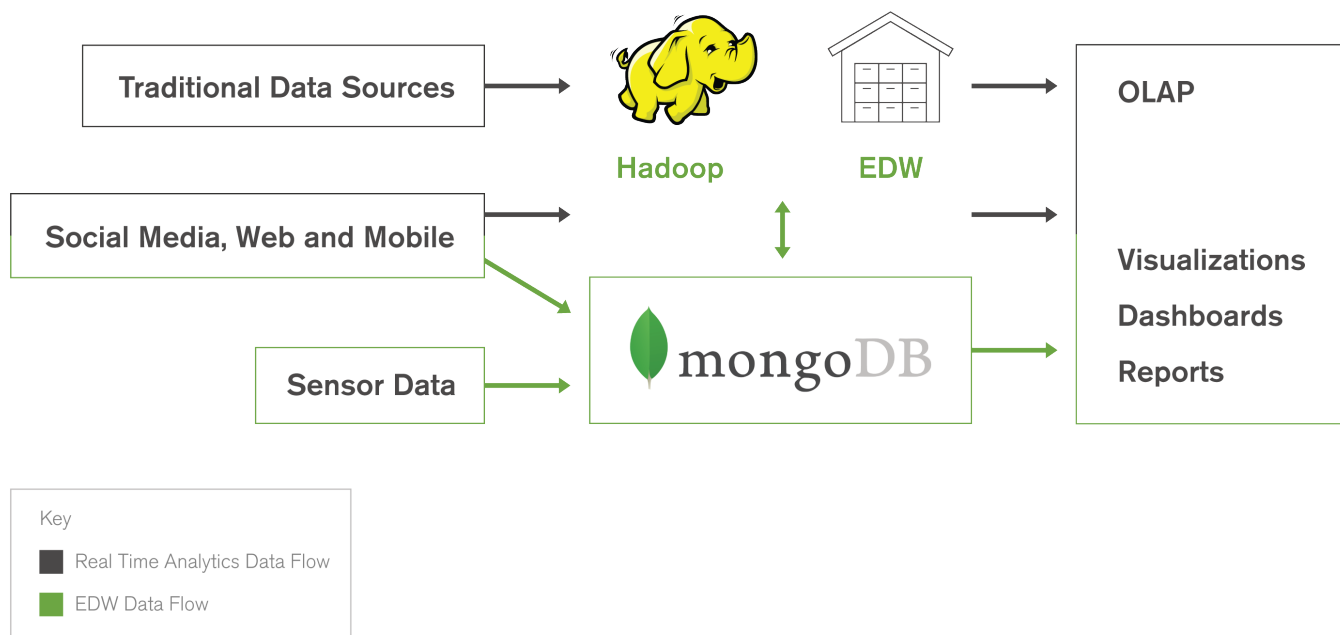 Traditional Data Sources
Hadoop
EDW
OLAP
Social Media, Web and Mobile
mongoDB
Visualizations
Dashboards
Reports
Sensor Data
Key
Real Time Analytics Data Flow
EDW Data Flow